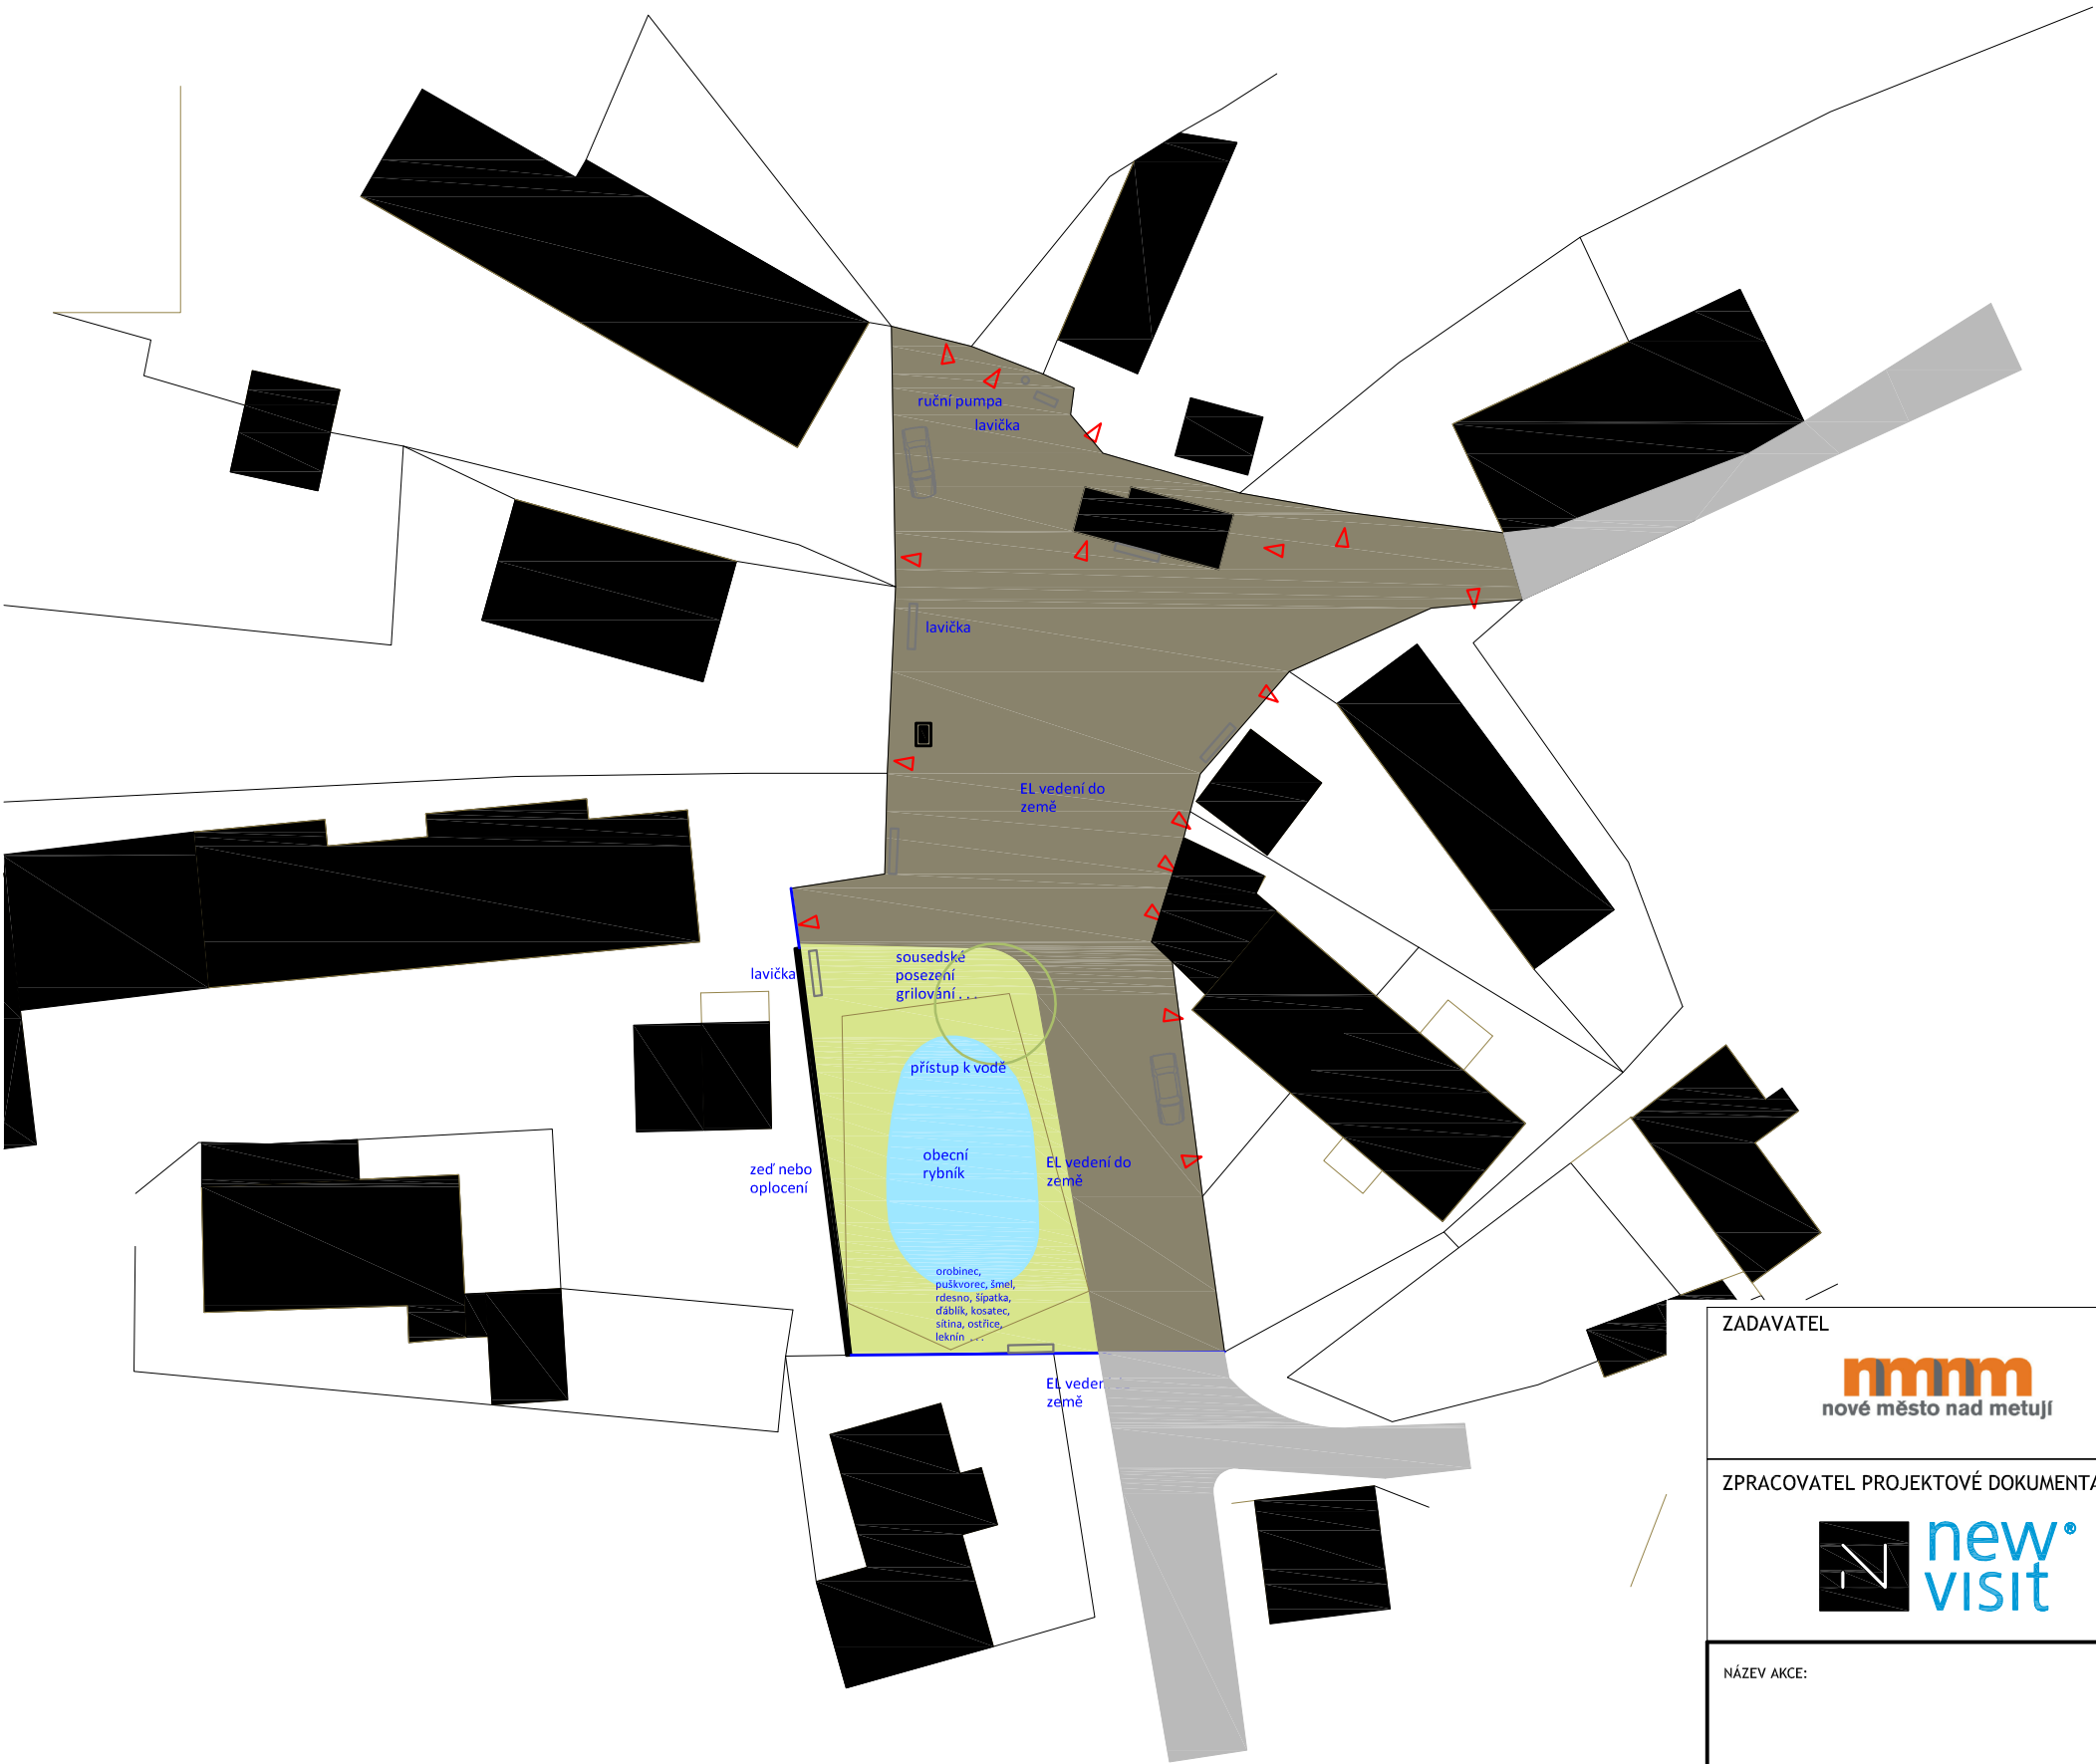 ruční pumpa
lavička
lavička
EL vedení do
země
sousedské
posezení
grilování . . .
lavička
přístup k vodě
obecní
rybník
zeď nebo
oplocení
EL vedení do
země
orobinec,
puškvorec, šmel,
rdesno, šípatka,
ďáblík, kosatec,
sítina, ostřice,
leknín . . .
EL
země
ZADAVATEL
nmnm
nové město nad metují
ZPRACOVATEL PROJEKTOVÉ
N
new®
visit
NÁZEV AKCE: